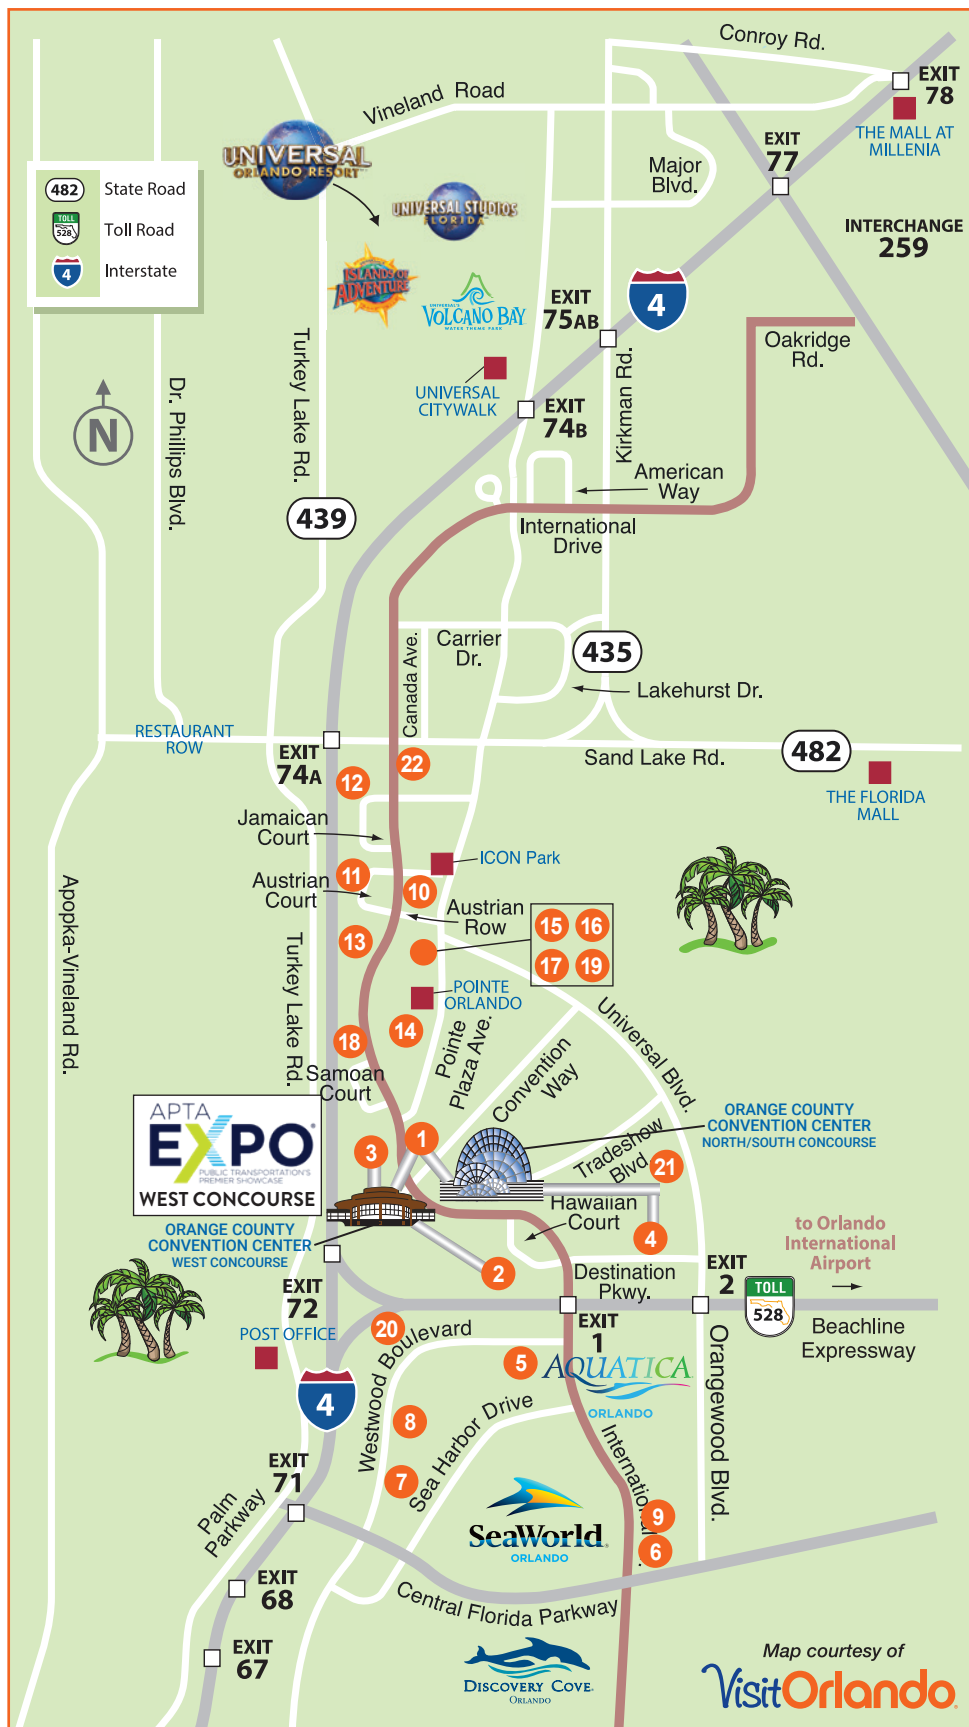 Conroy Rd.
EXIT
78
Vineland Road
THE MALL AT
MILLENIA
EXIT
77
UNIVERSAL
ORLANDO RESORT
Major
Blvd.
482
State Road
TOLL
528
Toll Road
4
Interstate
UNIVERSAL STUDIOS
FLORIDA
INTERCHANGE
259
ISLANDS OF
ADVENTURE
UNIVERSAL'S
VOLCANO BAY
WATER THEME PARK
EXIT
75AB
4
Oakridge
Rd.
Turkey Lake Rd.
Dr. Phillips Blvd.
Kirkman Rd.
UNIVERSAL
CITYWALK
EXIT
74B
N
American
Way
439
International
Drive
Canada Ave.
Carrier
Dr.
435
Lakehurst Dr.
RESTAURANT
ROW
EXIT
74A
Sand Lake Rd.
482
22
12
THE FLORIDA
MALL
Jamaican
Court
ICON Park
11
Austrian
Court
10
Austrian
Row
Apopka-Vineland Rd.
15
16
17
19
13
Turkey Lake Rd.
POINTE
ORLANDO
14
18
Pointe
Plaza Ave.
Universal Blvd.
Convention
Way
Samoan
Court
APTA
EXPO
PUBLIC TRANSPORTATION'S
PREMIER SHOWCASE
WEST CONCOURSE
ORANGE COUNTY
CONVENTION CENTER
NORTH/SOUTH CONCOURSE
1
3
Tradeshow
Blvd
21
Hawaiian
Court
4
ORANGE COUNTY
CONVENTION CENTER
WEST CONCOURSE
to Orlando
International
Airport
2
Destination
Pkwy.
EXIT
2
TOLL
528
EXIT
72
POST OFFICE
20
Westwood Boulevard
EXIT
1
Beachline
Expressway
5
AQUATICA
ORLANDO
Orangewood Blvd.
4
8
Sea Harbor Drive
7
International
EXIT
71
Palm
Parkway
SeaWorld
ORLANDO
9
6
EXIT
68
Central Florida Parkway
EXIT
67
DISCOVERY COVE
ORLANDO
Map courtesy of
VisitOrlando